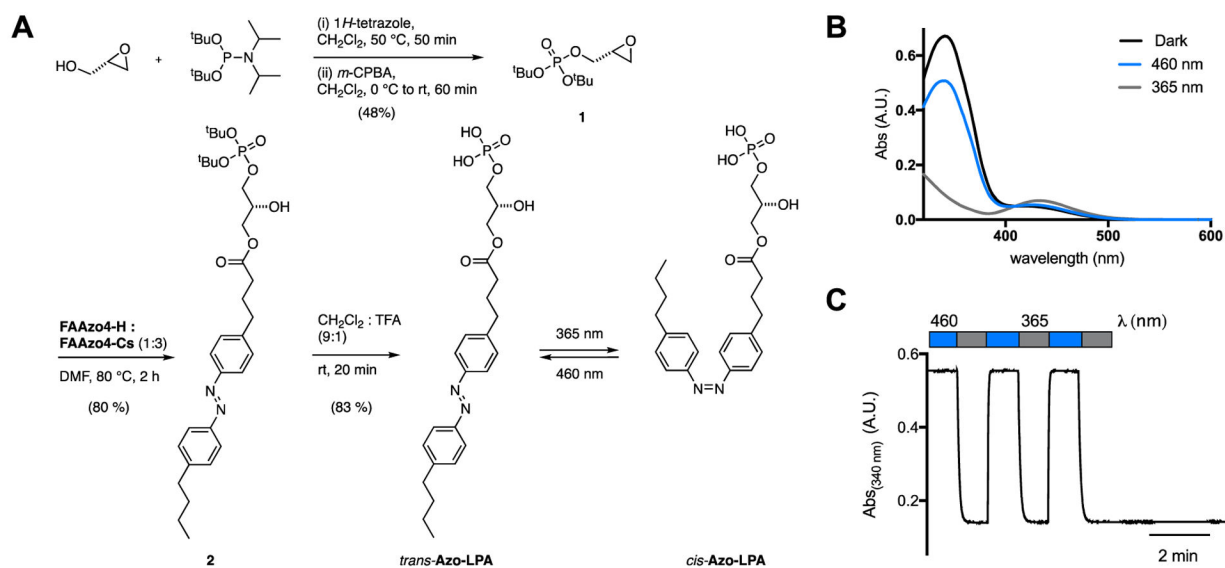 A
HO
O
+
ᵗBuO
P
N
ᵗBuO
(i) 1H-tetrazole,
CH₂Cl₂, 50 °C, 50 min
(ii) m-CPBA,
CH₂Cl₂, 0 °C to rt, 60 min
(48%)
O
O
O
P
ᵗBuO
OᵗBu
1
ᵗBuO
O
P
ᵗBuO
O
OH
O
O
N
N
2
FAAzo4-H :
FAAzo4-Cs (1:3)
DMF, 80 °C, 2 h
(80 %)
CH₂Cl₂ : TFA
(9:1)
rt, 20 min
(83 %)
HO
O
P
HO
O
OH
O
O
N
N
trans-Azo-LPA
365 nm
460 nm
HO
O
P
HO
O
OH
O
O
N=N
cis-Azo-LPA
B
Abs (A.U.)
0.6
0.4
0.2
0.0
400
500
600
wavelength (nm)
Dark
460 nm
365 nm
C
460
365
λ (nm)
Abs(340 nm) (A.U.)
0.6
0.4
0.2
2 min